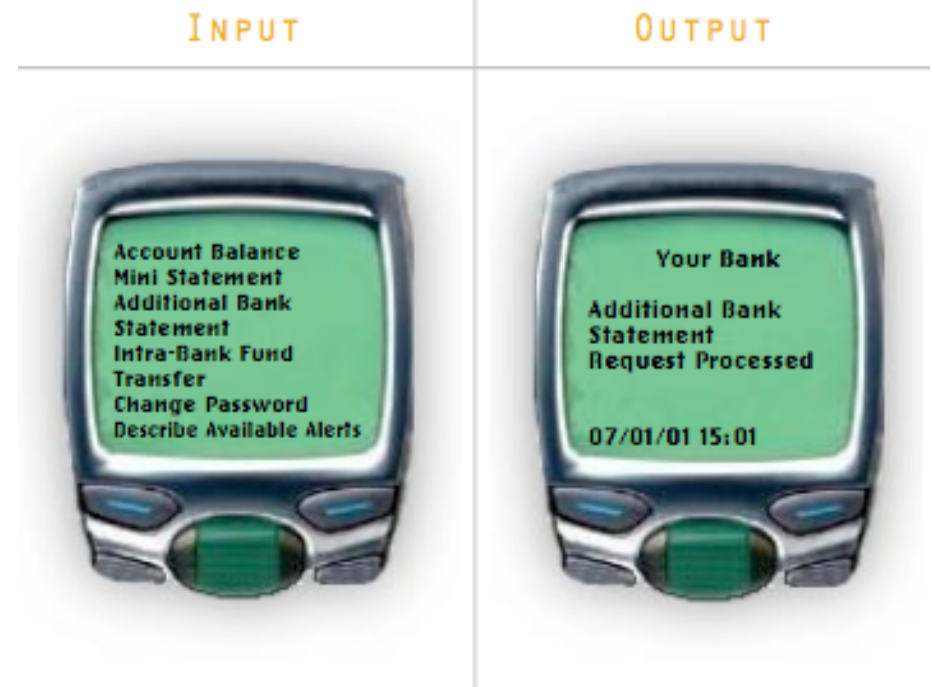 INPUT
OUTPUT
Account Balance
Mini Statement
Additional Bank
Statement
Intra-Bank Fund
Transfer
Change Password
Describe Available Alerts
Your Bank
Additional Bank
Statement
Request Processed
07/01/01 15:01